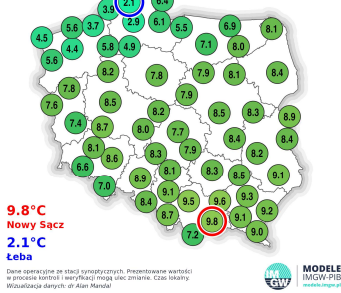 3.9 2.1 6.4
5.6 3.7 2.9 6.1 5.5 6.9 8.1
4.5 4.4 5.8 4.9 7.1 8.0
5.6
8.2 7.8 7.9 8.1 8.4
7.8
7.6 8.5 7.9
8.2 8.5 8.3 8.9
7.4 8.7 8.0 7.7
8.4 8.4
8.1 8.6 8.3 7.9 8.2
6.6 8.1 8.3 8.5 9.1
7.0 8.9
9.1 9.3
8.4 9.5 9.6
8.7 9.8 9.1 9.2
7.2 9.0
9.8°C
Nowy Sącz
2.1°C
Łeba
Dane operacyjne ze stacji synoptycznych. Prezentowane wartości
w procesie kontroli i weryfikacji mogą ulec zmianie. Czas lokalny.
Wizualizacja danych: dr Alan Mandal
IM
GW
MODELE
IMGW-PIB
modele.imgw.pl